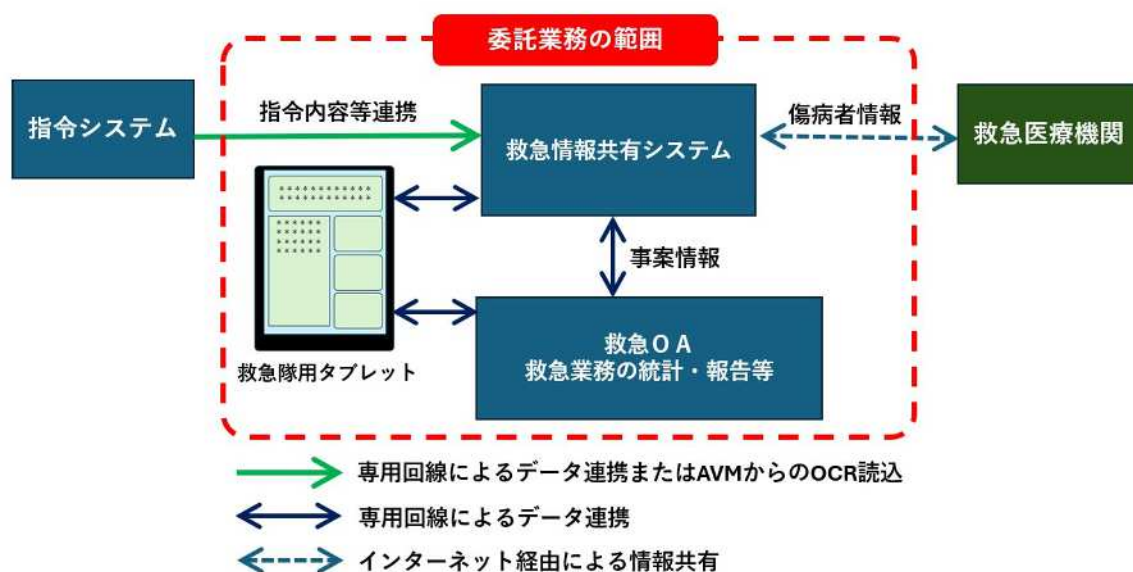 委託業務の範囲
指令システム
指令内容等連携
救急情報共有システム
傷病者情報
救急医療機関
************
************
******
******
******
******
事案情報
救急隊用タブレット
救急OA
救急業務の統計・報告等
専用回線によるデータ連携またはAVMからのOCR読込
専用回線によるデータ連携
インターネット経由による情報共有